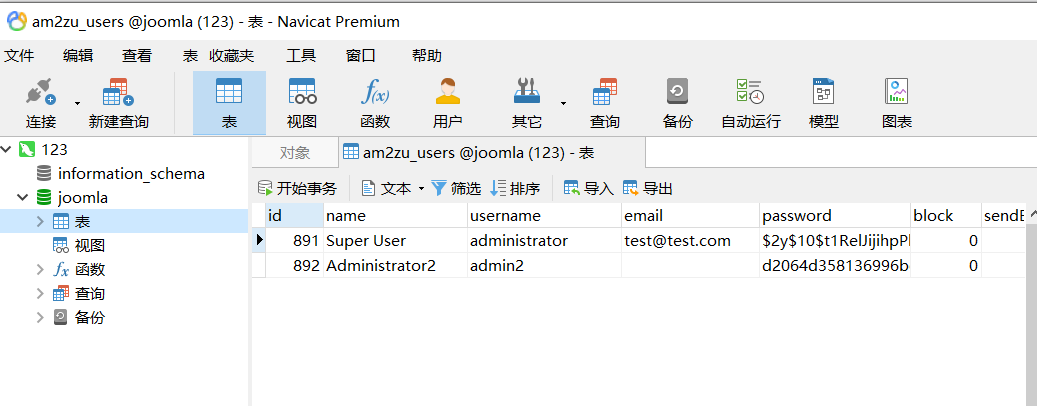 am2zu_users @joomla (123) - 表 - Navicat Premium
文件 编辑 查看 表 收藏夹 工具 窗口 帮助
连接 新建查询 表 视图 函数 用户 其它 查询 备份 自动运行 模型 图表
123
information_schema
joomla
表
视图
函数
查询
备份
对象 am2zu_users @joomla (123) - 表
开始事务 文本 筛选 排序 导入 导出
id name username email password block sendE
891 Super User administrator test@test.com $2y$10$t1RelJijihpPl 0
892 Administrator2 admin2 d2064d358136996b 0